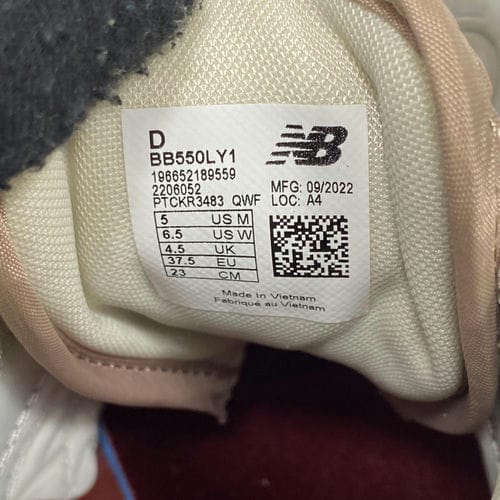 D
BB550LY1
NB
196652189559
2206052 MFG: 09/2022
PTCKR3483 QWF LOC: A4
5 US M
6.5 US W
4.5 UK
37.5 EU
23 CM
Made In Vietnam
Fabriqué au Vietnam